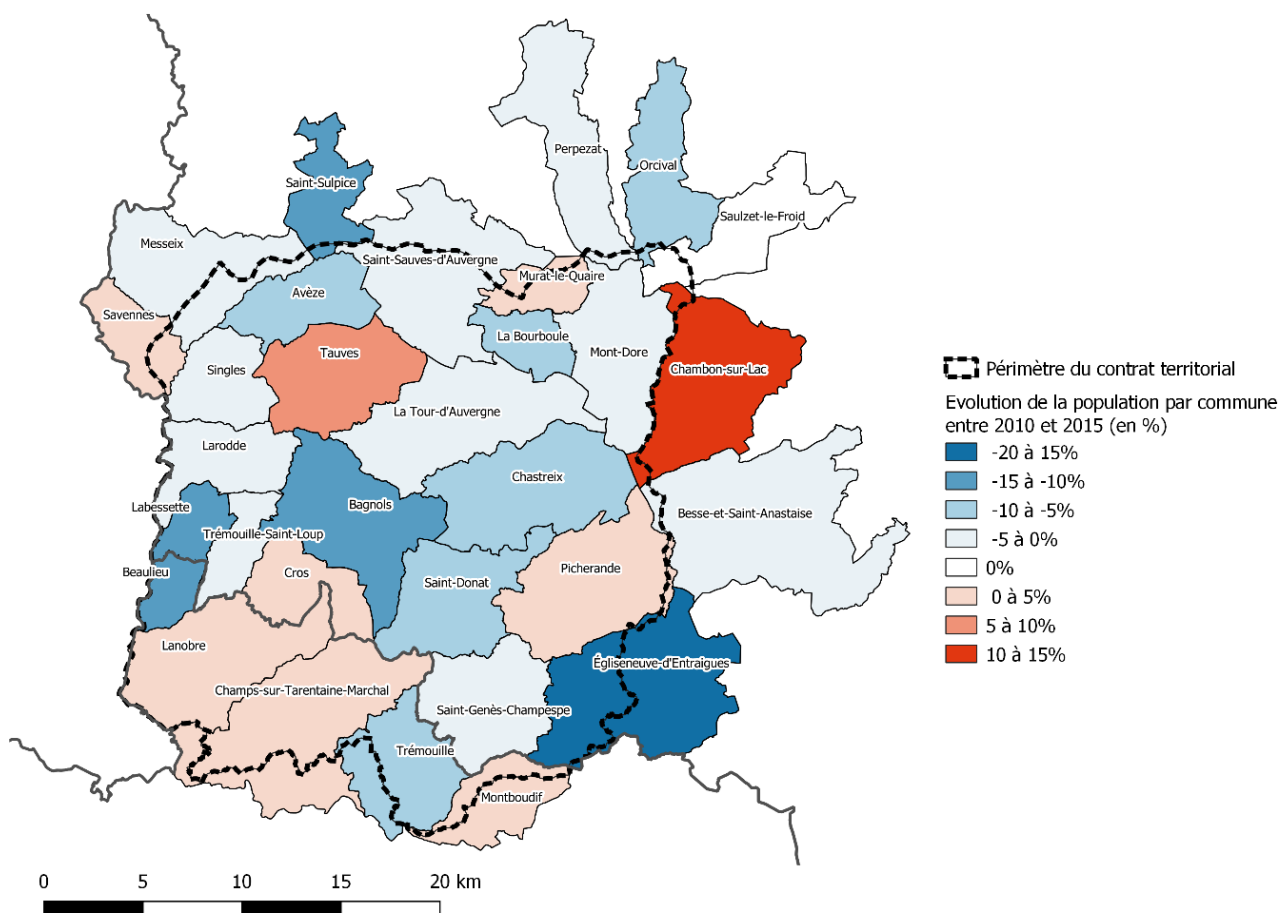 Perpezat
Orcival
Saint-Sulpice
Saulzet-le-Froid
Messeix
Saint-Sauves-d'Auvergne
Murat-le-Quaire
Avèze
Savennes
La Bourboule
Tauves
Mont-Dore
Singles
Chambon-sur-Lac
La Tour-d'Auvergne
Larodde
Chastreix
Labessette
Bagnols
Besse-et-Saint-Anastaise
Trémouille-Saint-Loup
Beaulieu
Cros
Saint-Donat
Picherande
Lanobre
Égliseneuve-d'Entraigues
Champs-sur-Tarentaine-Marchal
Saint-Genès-Champespe
Trémouille
Montboudif
Périmètre du contrat territorial
Evolution de la population par commune
entre 2010 et 2015 (en %)
-20 à 15%
-15 à -10%
-10 à -5%
-5 à 0%
0%
0 à 5%
5 à 10%
10 à 15%
0 5 10 15 20 km